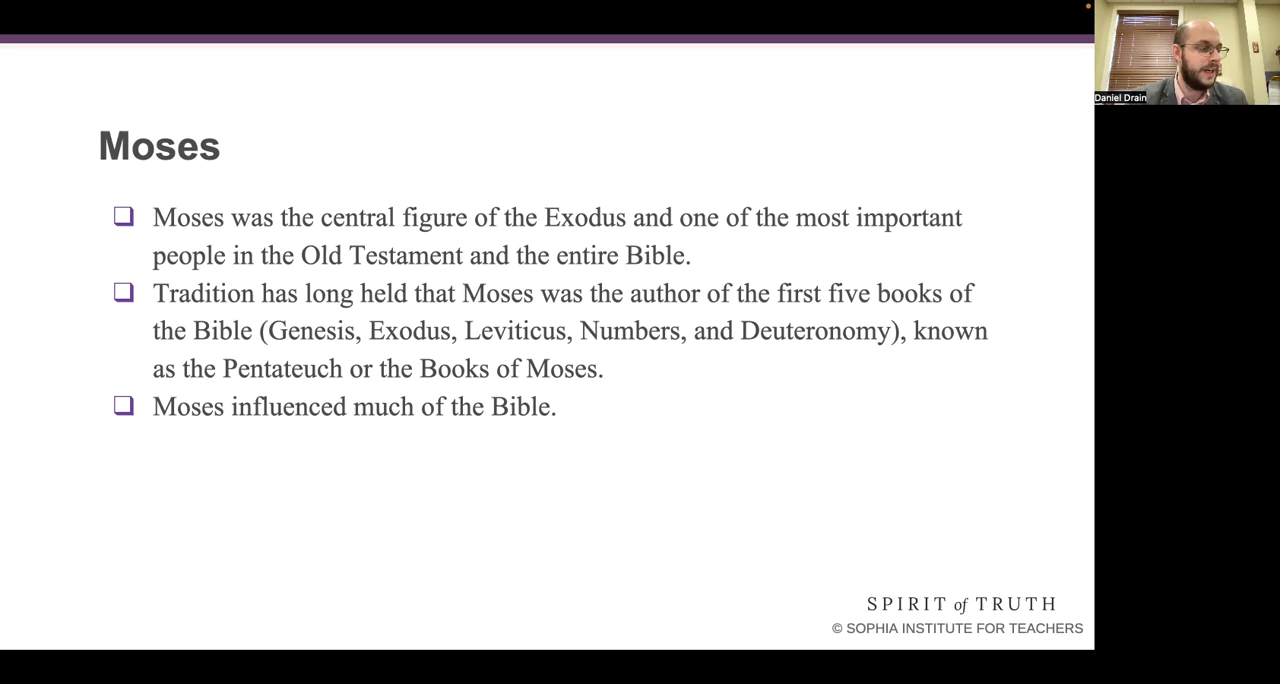 Daniel Drain
Moses
❑ Moses was the central figure of the Exodus and one of the most important
people in the Old Testament and the entire Bible.
❑ Tradition has long held that Moses was the author of the first five books of
the Bible (Genesis, Exodus, Leviticus, Numbers, and Deuteronomy), known
as the Pentateuch or the Books of Moses.
❑ Moses influenced much of the Bible.
SPIRIT of TRUTH
© SOPHIA INSTITUTE FOR TEACHERS